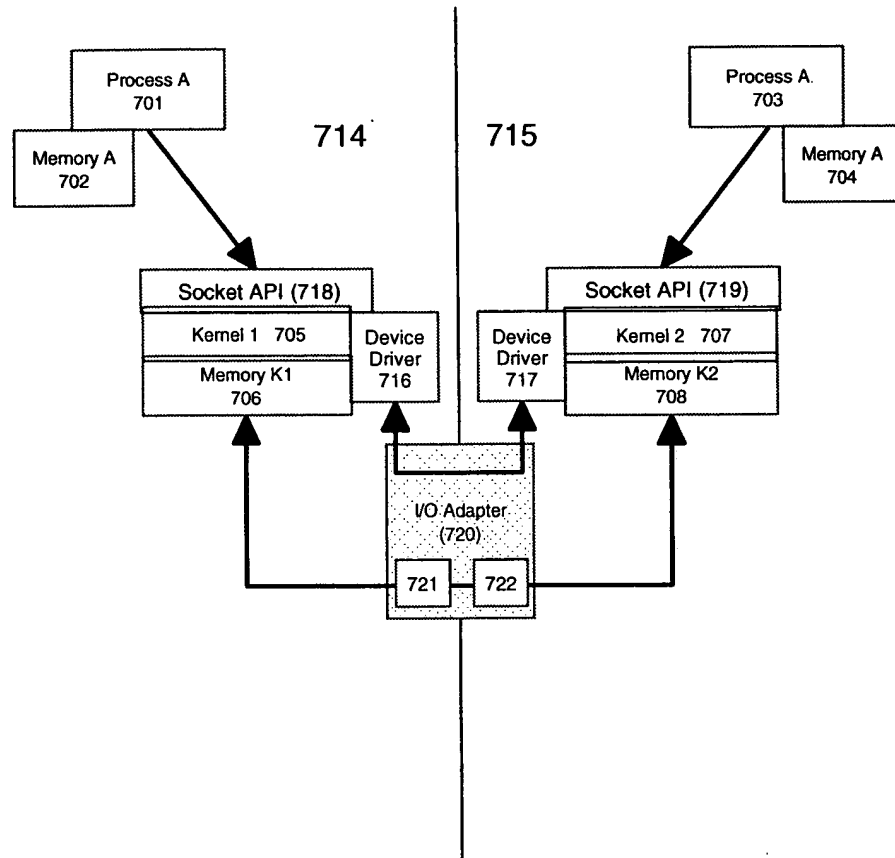 Process A
701
Memory A
702
714
715
Process A.
703
Memory A
704
Socket API (718)
Kernel 1 705
Memory K1
706
Device
Driver
716
Socket API (719)
Device
Driver
717
Kernel 2 707
Memory K2
708
I/O Adapter
(720)
721
722